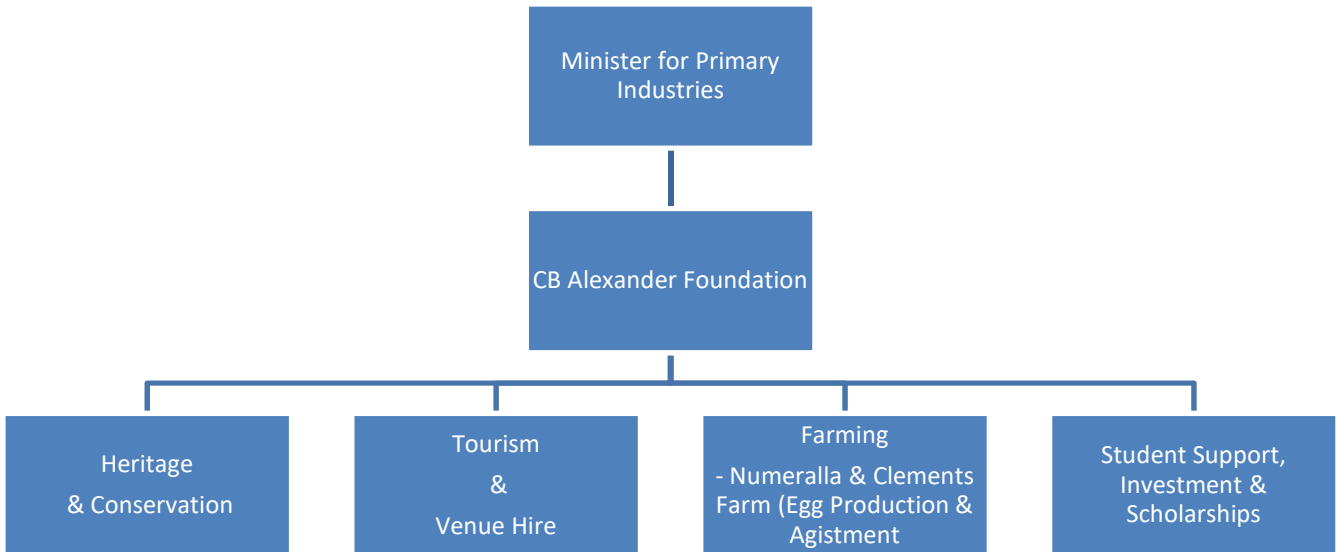 Minister for Primary
Industries
CB Alexander Foundation
Heritage
& Conservation
Tourism
&
Venue Hire
Farming
- Numeralla & Clements
Farm (Egg Production &
Agistment
Student Support,
Investment &
Scholarships